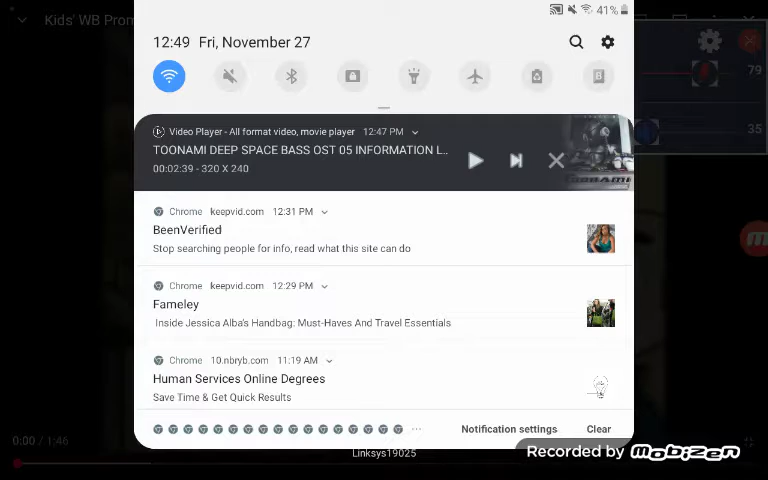 Kids' WB Prom
41%
12:49 Fri, November 27
79
35
Video Player - All format video, movie player 12:47 PM
TOONAMI DEEP SPACE BASS OST 05 INFORMATION L..
00:02:39 - 320 X 240
Chrome keepvid.com 12:31 PM
BeenVerified
Stop searching people for info, read what this site can do
Chrome keepvid.com 12:29 PM
Fameley
Inside Jessica Alba's Handbag: Must-Haves And Travel Essentials
Chrome 10.nbryb.com 11:19 AM
Human Services Online Degrees
Save Time & Get Quick Results
Notification settings Clear
0:00 / 1:46
Linksys19025
Recorded by Mobizen